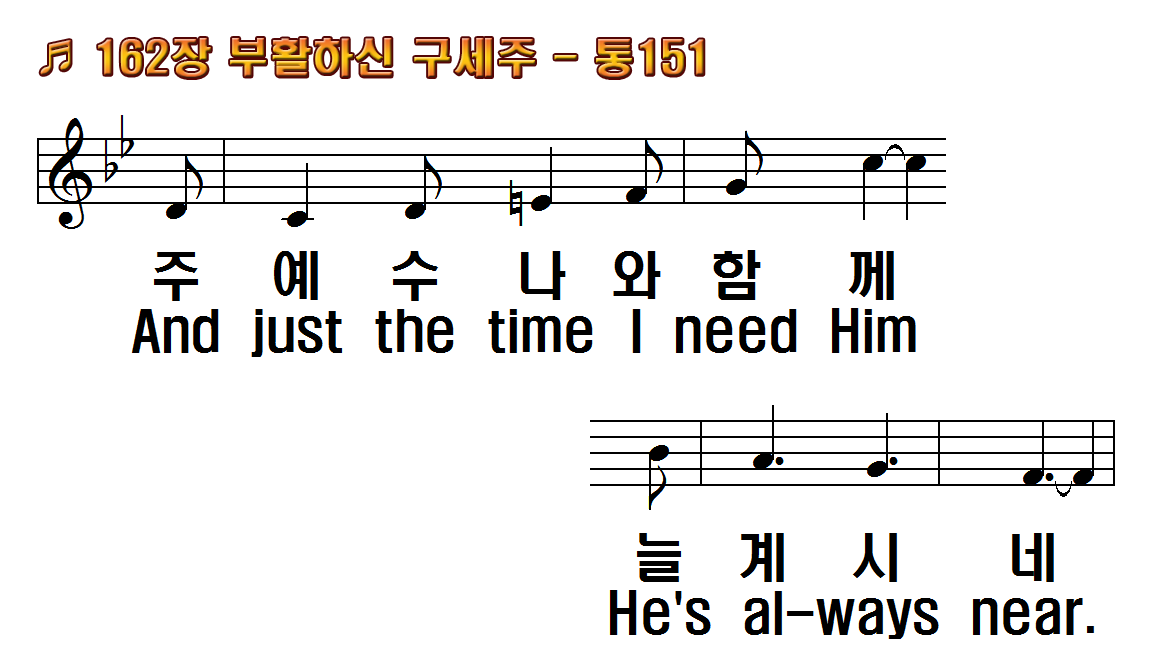 ♬ 162장 부활하신 구세주 - 통151
주 예 수 나 와 함 께
And just the time I need Him
늘 계 시 네
He's al-ways near.